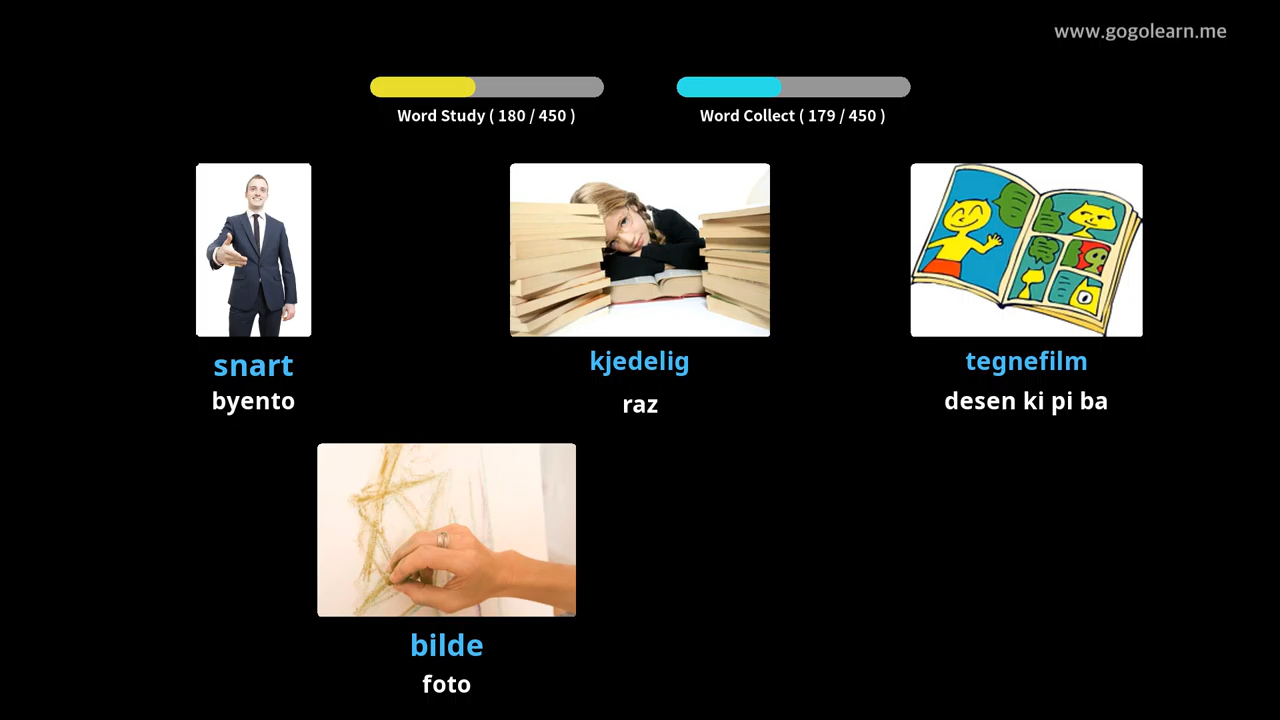 www.gogolearn.me
Word Study ( 180 / 450 )
Word Collect ( 179 / 450 )
snart
byento
kjedelig
raz
tegnefilm
desen ki pi ba
bilde
foto